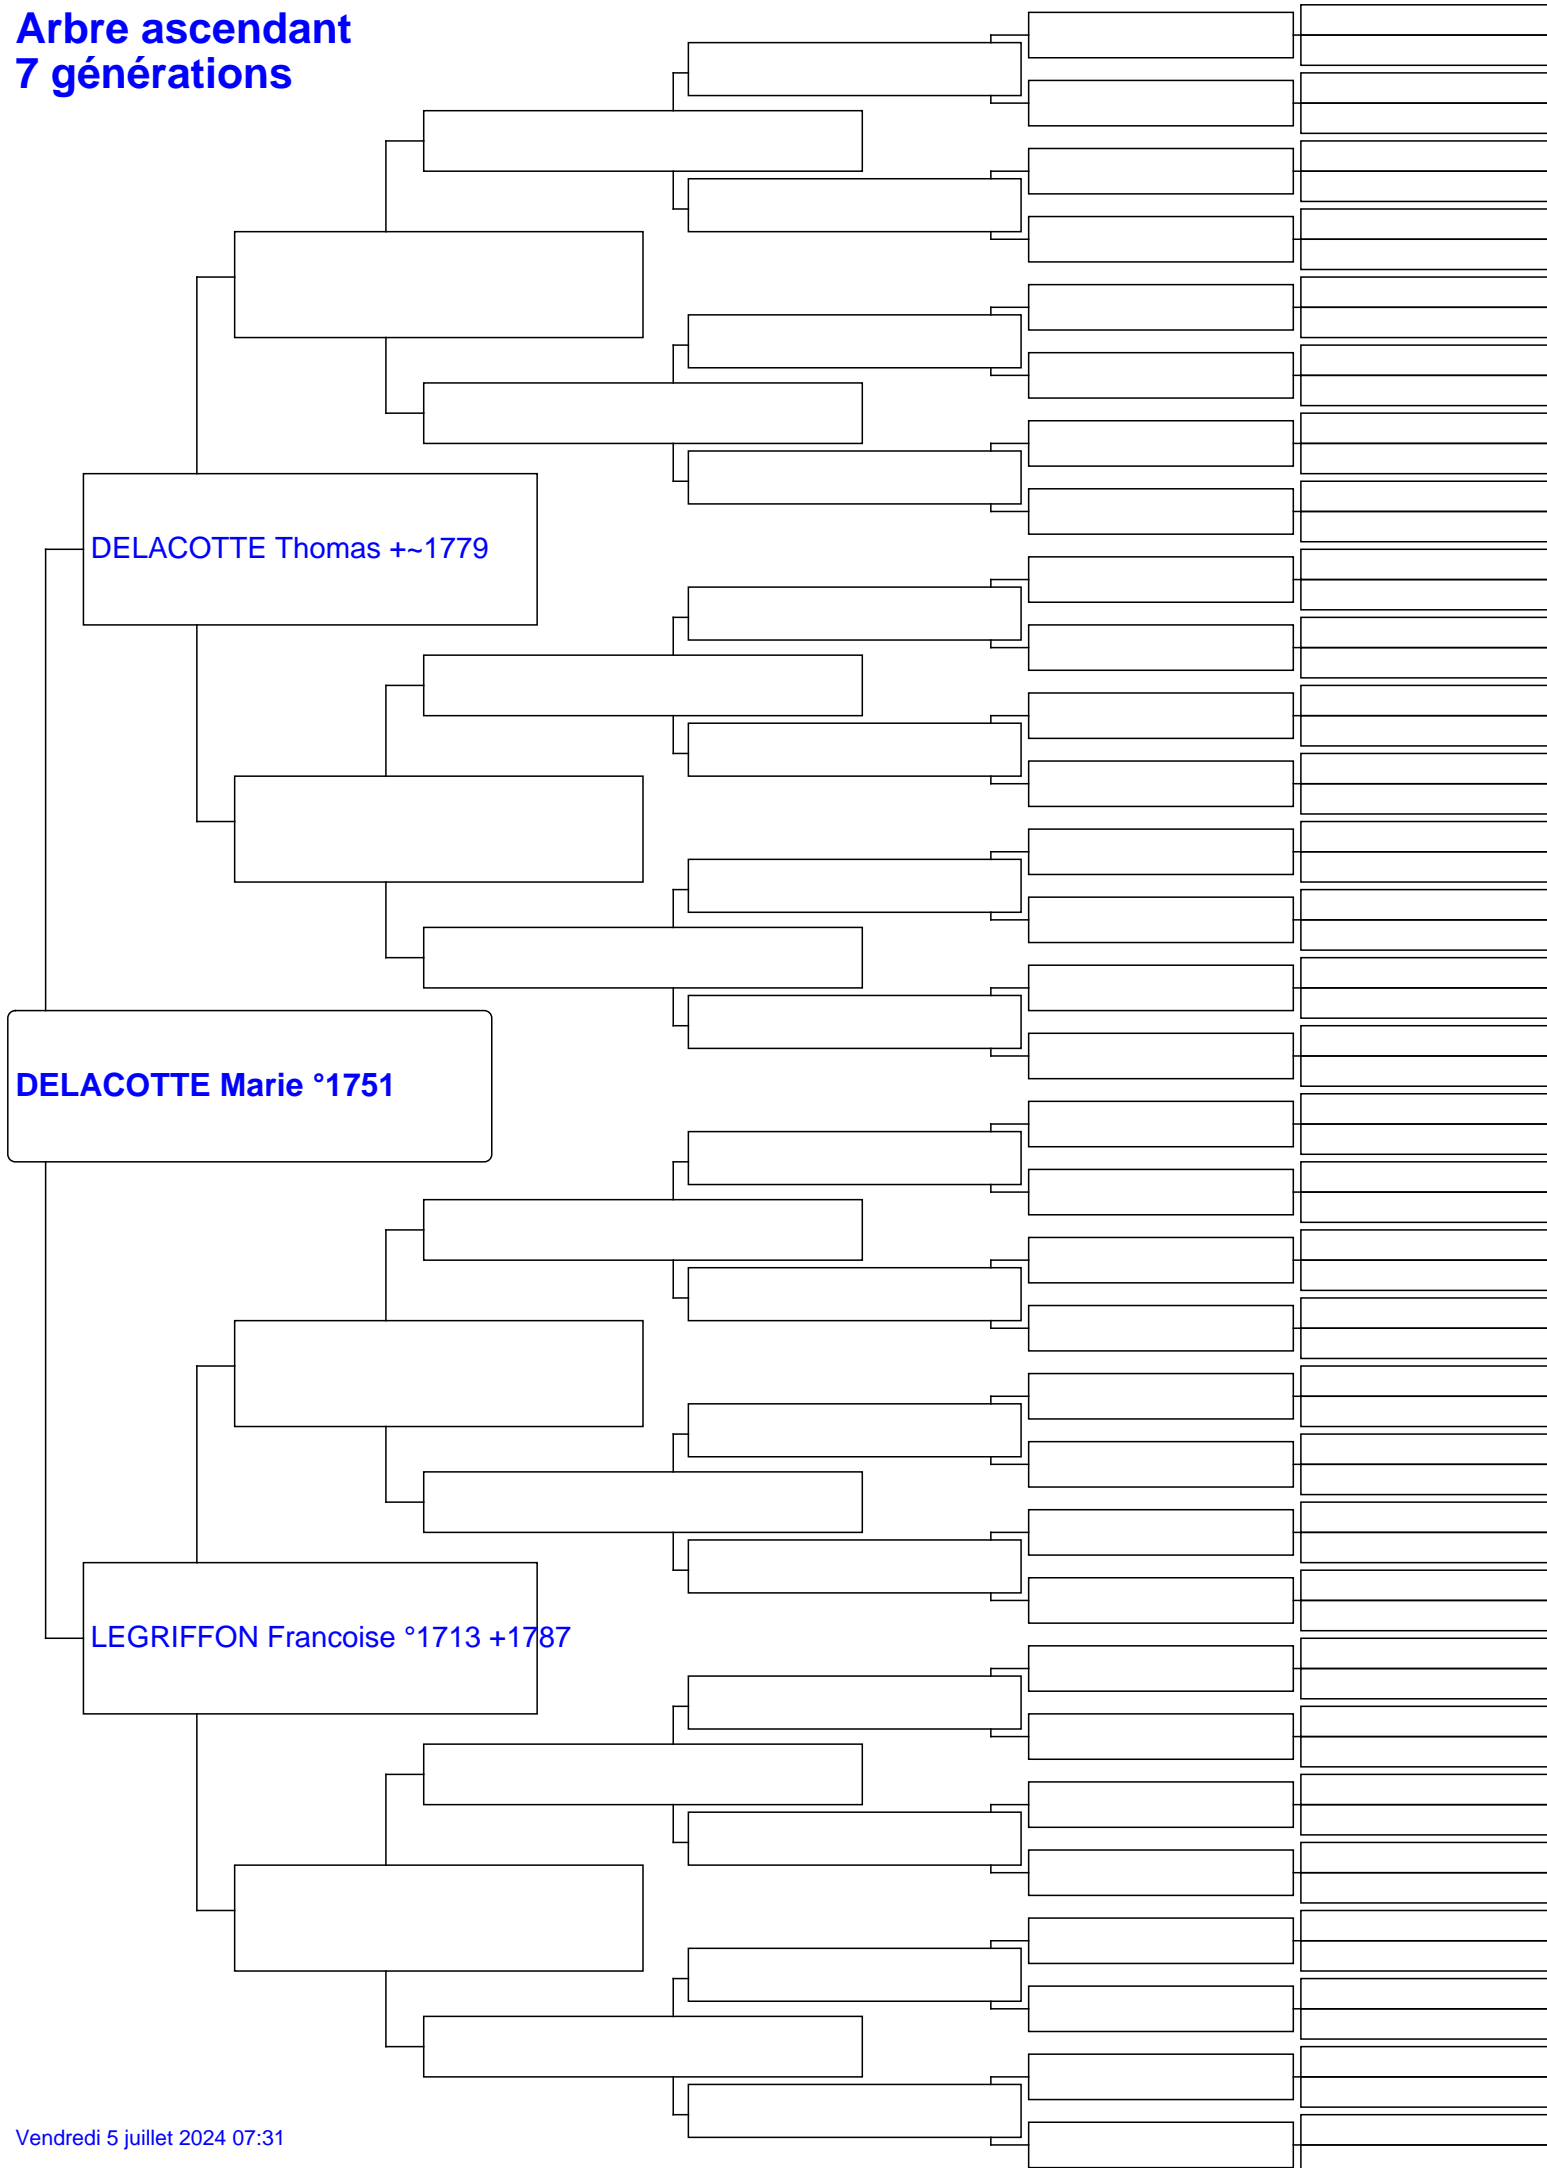 Arbre ascendant
7 générations
DELACOTTE Thomas +~1779
DELACOTTE Marie °1751
LEGRIFFON Francoise °1713 +1787
Vendredi 5 juillet 2024 07:31